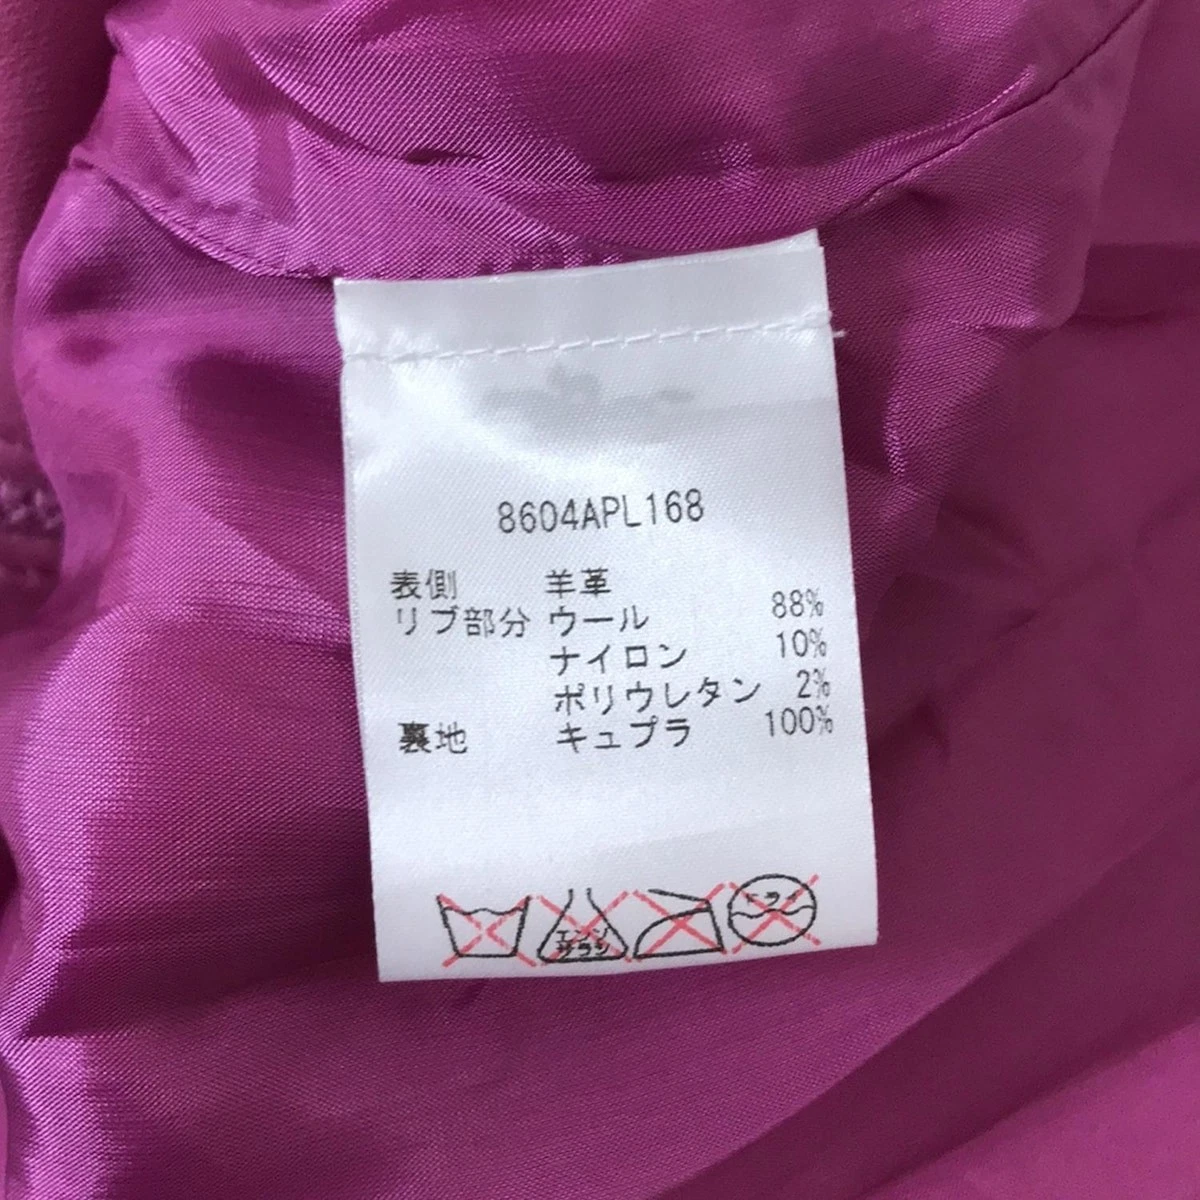 8604APL168
表側 羊革
リブ部分 ウール 88%
ナイロン 10%
ポリウレタン 2%
裏地 キュプラ 100%
エンソ
サラシ
ドライ